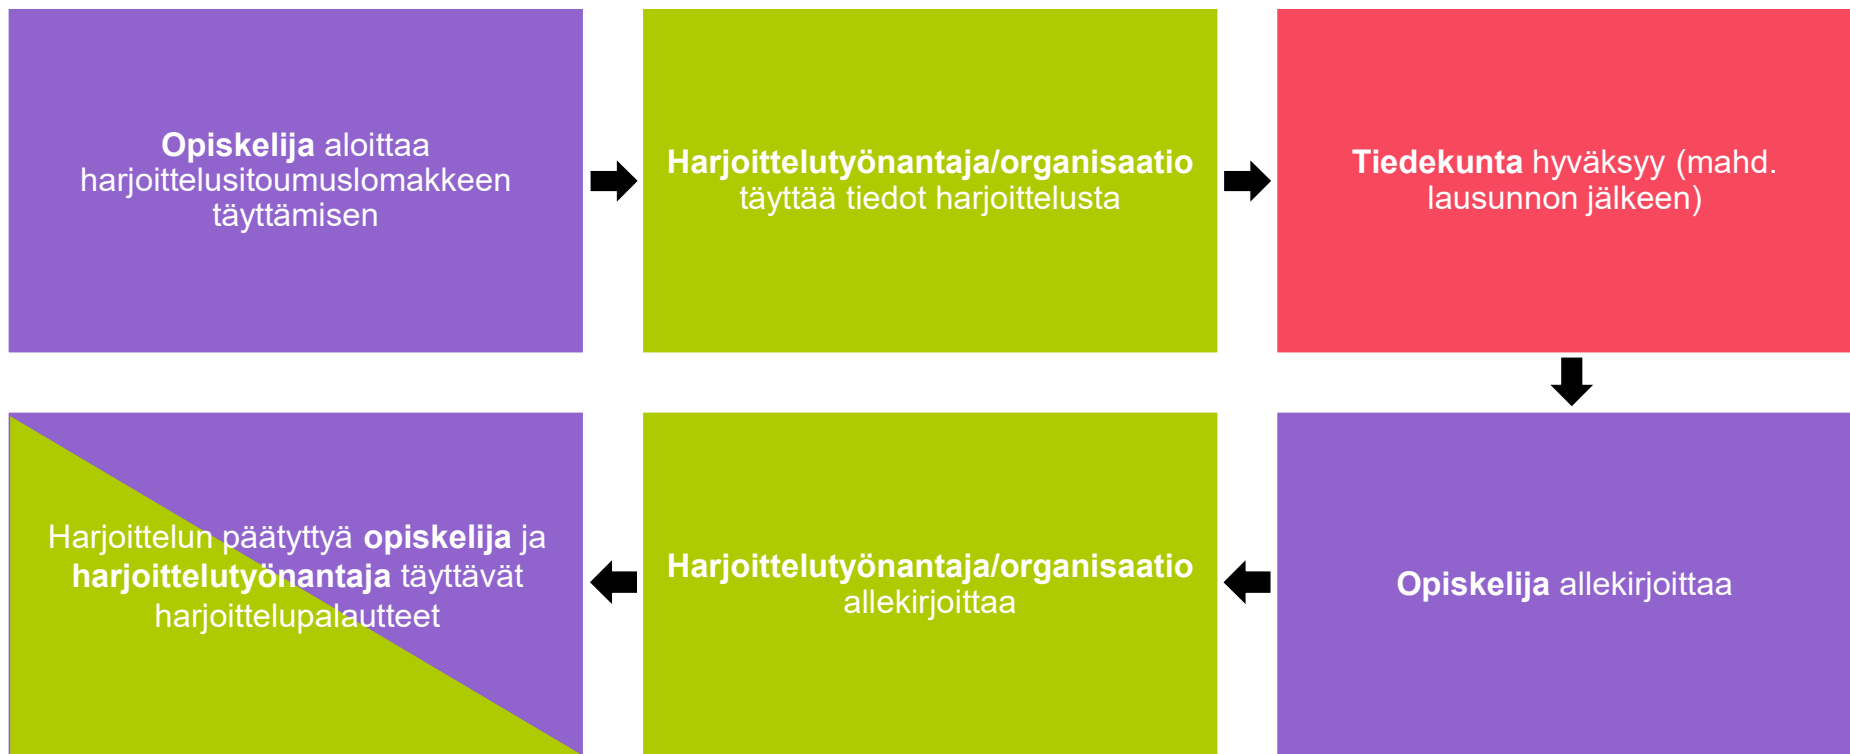 Opiskelija aloittaa
harjoittelusitoumuslomakkeen
täyttämisen
Harjoittelutyönantaja/organisaatio
täyttää tiedot harjoittelusta
Tiedekunta hyväksyy (mahd.
lausunnon jälkeen)
Opiskelija allekirjoittaa
Harjoittelutyönantaja/organisaatio
allekirjoittaa
Harjoittelun päätyttyä opiskelija ja
harjoittelutyönantaja täyttävät
harjoittelupalautteet